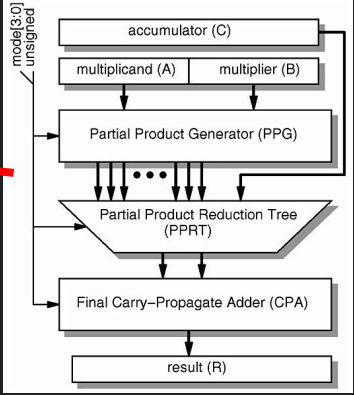 mode[3:0]
unsigned
accumulator (C)
multiplicand (A)
multiplier (B)
Partial Product Generator (PPG)
Partial Product Reduction Tree
(PPRT)
Final Carry–Propagate Adder (CPA)
result (R)